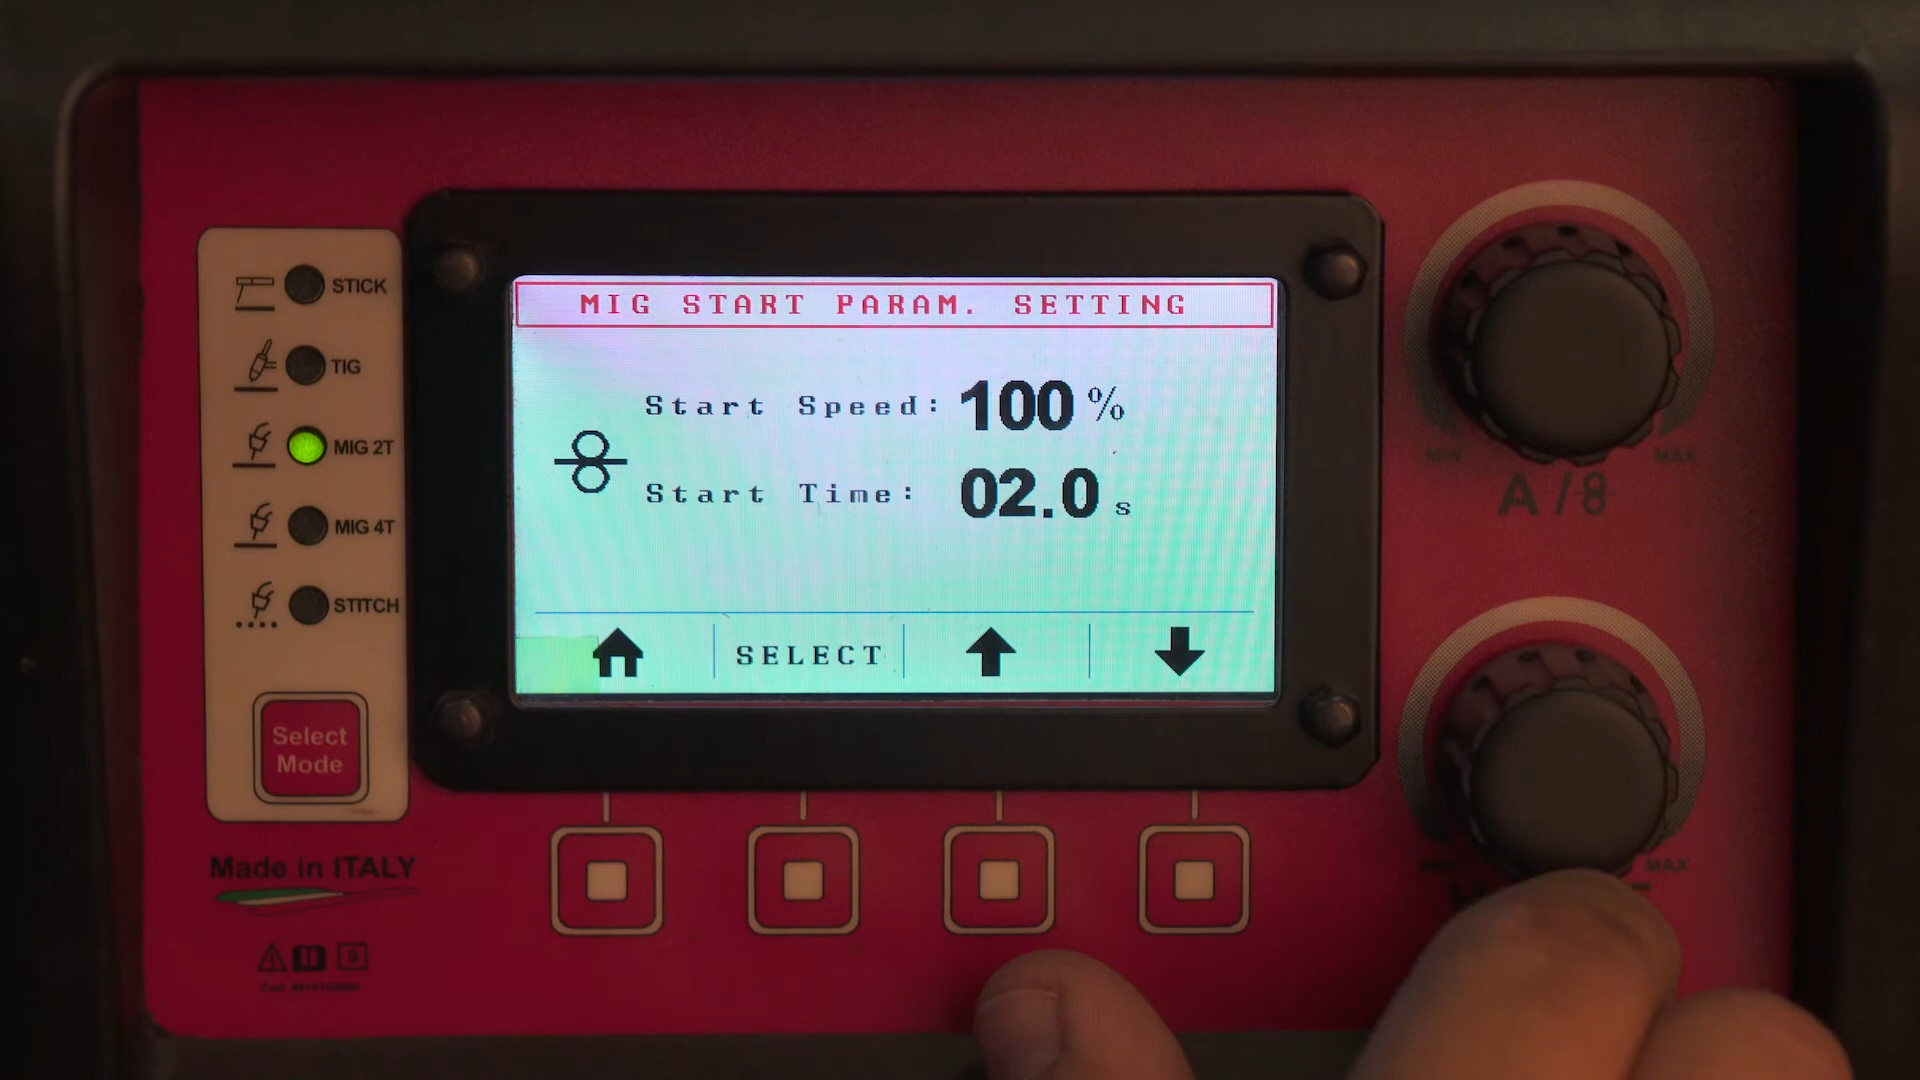 MIG START PARAM. SETTING
Start Speed: 100 %
Start Time: 02.0 s
SELECT
STICK
TIG
MIG 2T
MIG 4T
STITCH
Select
Mode
Made in ITALY
MIN
MAX
A / 8
MAX